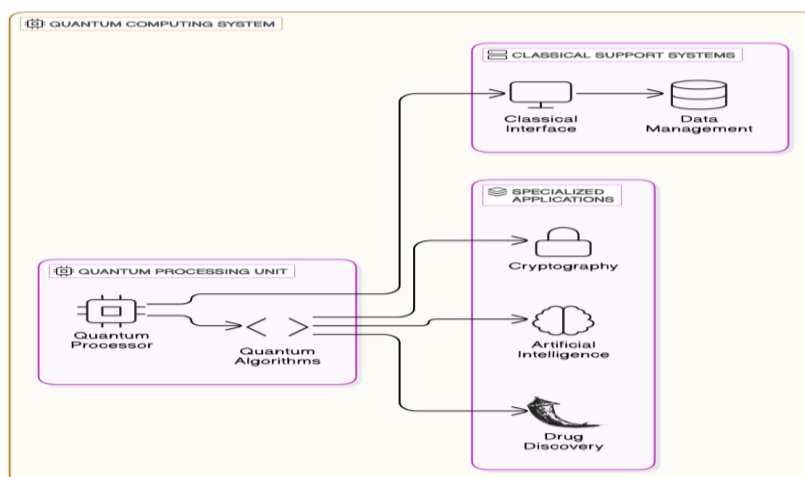 QUANTUM COMPUTING SYSTEM
CLASSICAL SUPPORT SYSTEMS
Classical
Interface
Data
Management
SPECIALIZED
APPLICATIONS
Cryptography
QUANTUM PROCESSING UNIT
Quantum
Processor
Quantum
Algorithms
Artificial
Intelligence
Drug
Discovery